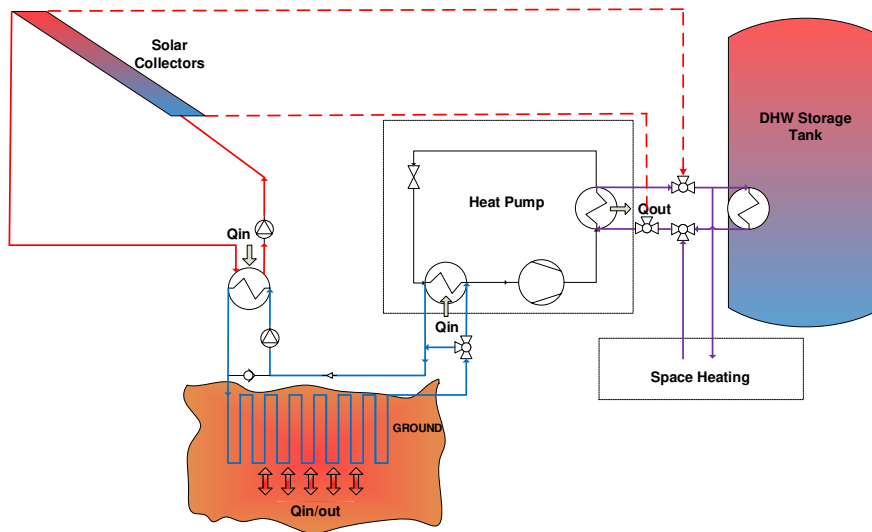 Solar
Collectors
DHW Storage
Tank
Heat Pump
Qout
Qin
Qin
Space Heating
GROUND
Qin/out